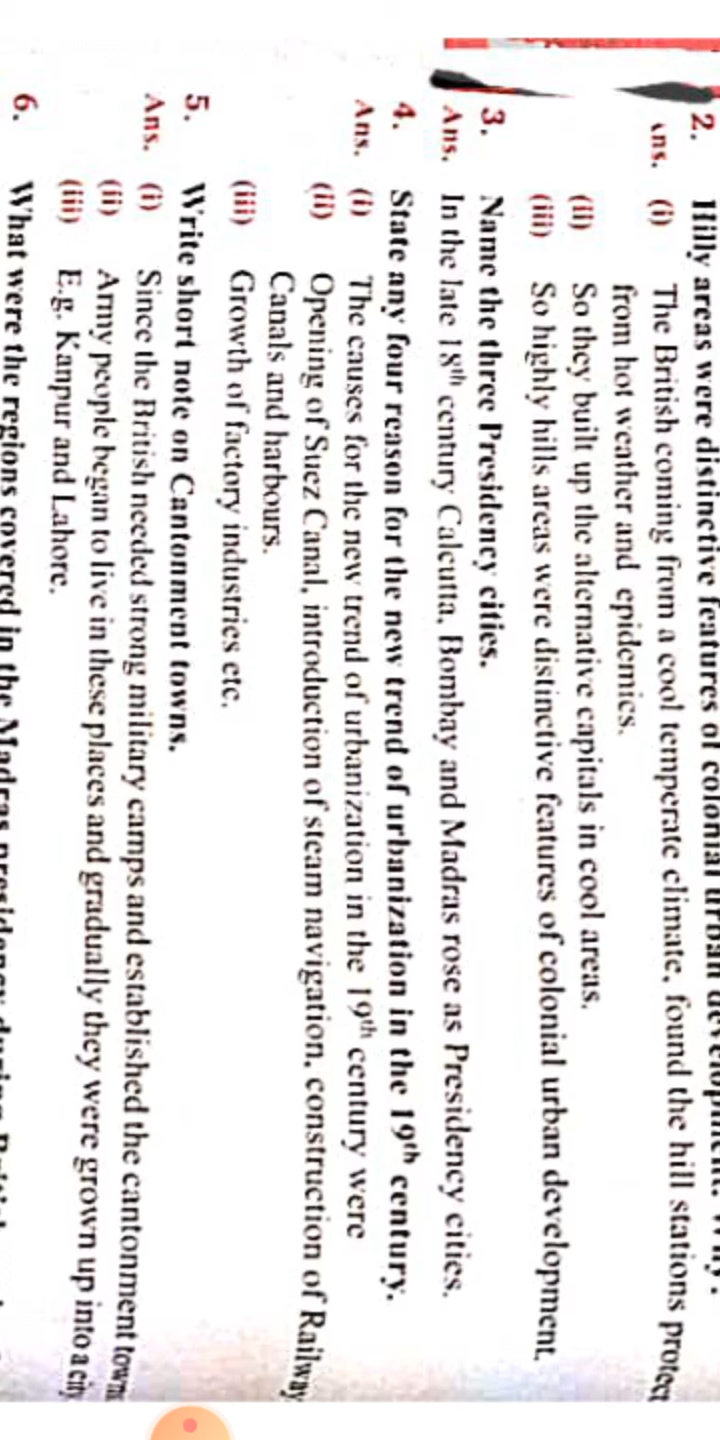 2. Hilly areas were distinctive features of colonial urban development. Why?
Ans. (i) The British coming from a cool temperate climate, found the hill stations protect
from hot weather and epidemics.
(ii) So they built up the alternative capitals in cool areas.
(iii) So highly hills areas were distinctive features of colonial urban development.
3. Name the three Presidency cities.
Ans. In the late 18th century Calcutta, Bombay and Madras rose as Presidency cities.
4. State any four reason for the new trend of urbanization in the 19th century.
Ans. (i) The causes for the new trend of urbanization in the 19th century were
(ii) Opening of Suez Canal, introduction of steam navigation, construction of Railway
Canals and harbours.
(iii) Growth of factory industries etc.
5. Write short note on Cantonment towns.
Ans. (i) Since the British needed strong military camps and established the cantonment towns
(ii) Army people began to live in these places and gradually they were grown up into a city
(iii) E.g. Kanpur and Lahore.
6. What were the regions covered in the Madras presidency during